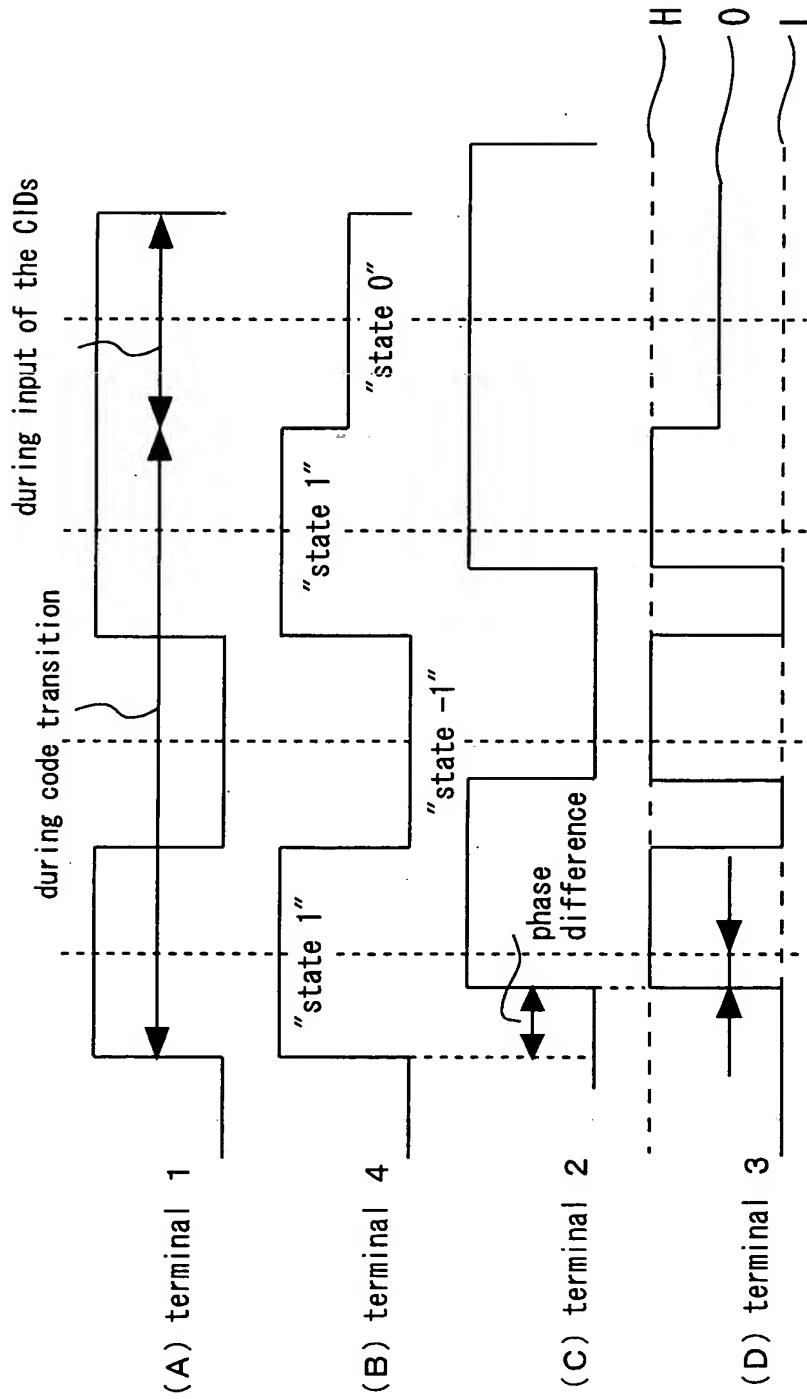 during input of the CIDs
during code transition
(A) terminal 1
"state 1"
"state -1"
"state 1"
"state 0"
(B) terminal 4
phase
difference
(C) terminal 2
(D) terminal 3
H
O
I